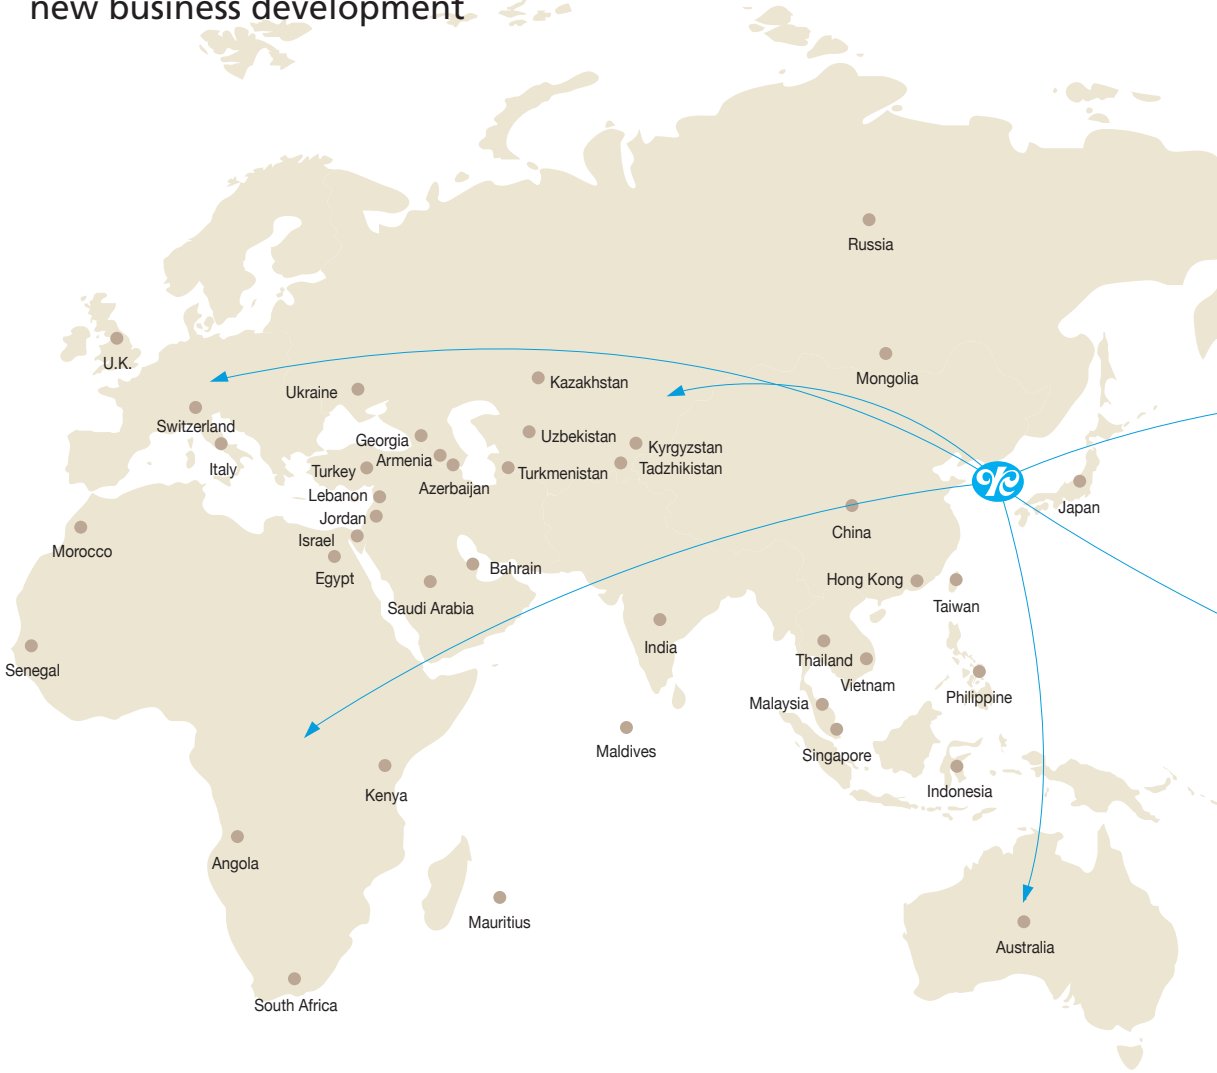 new business development
Russia
U.K.
Mongolia
Kazakhstan
Ukraine
Switzerland
Georgia
Uzbekistan
Kyrgyzstan
Italy
Armenia
Tadzhikistan
Turkey
Turkmenistan
Azerbaijan
Lebanon
Japan
Jordan
China
Israel
Morocco
Bahrain
Egypt
Hong Kong
Saudi Arabia
Taiwan
India
Thailand
Senegal
Vietnam
Philippine
Malaysia
Maldives
Singapore
Indonesia
Kenya
Angola
Mauritius
Australia
South Africa